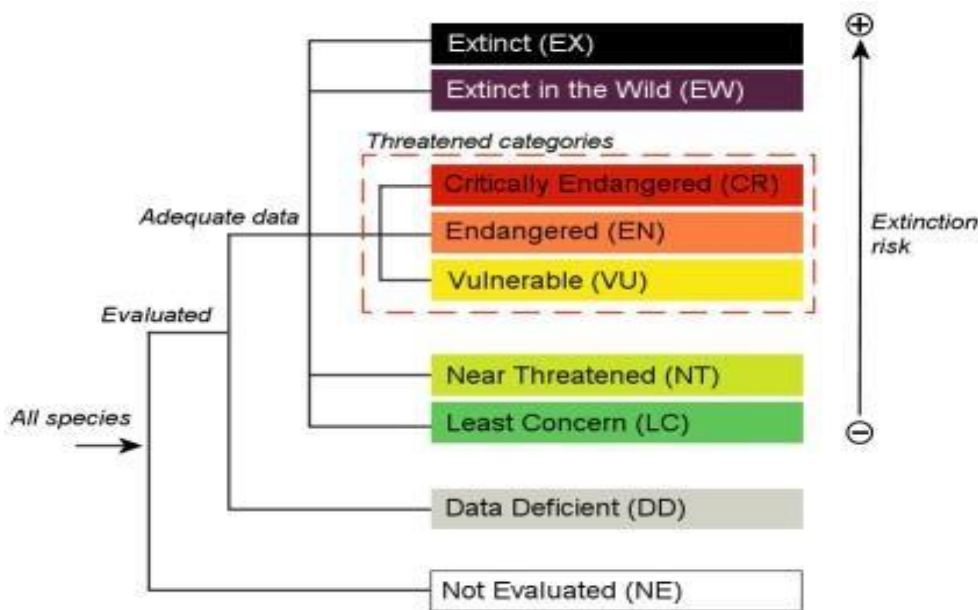 Extinct (EX)
Extinct in the Wild (EW)
Threatened categories
Critically Endangered (CR)
Adequate data
Endangered (EN)
Extinction
risk
Vulnerable (VU)
Evaluated
Near Threatened (NT)
All species
Least Concern (LC)
Data Deficient (DD)
Not Evaluated (NE)